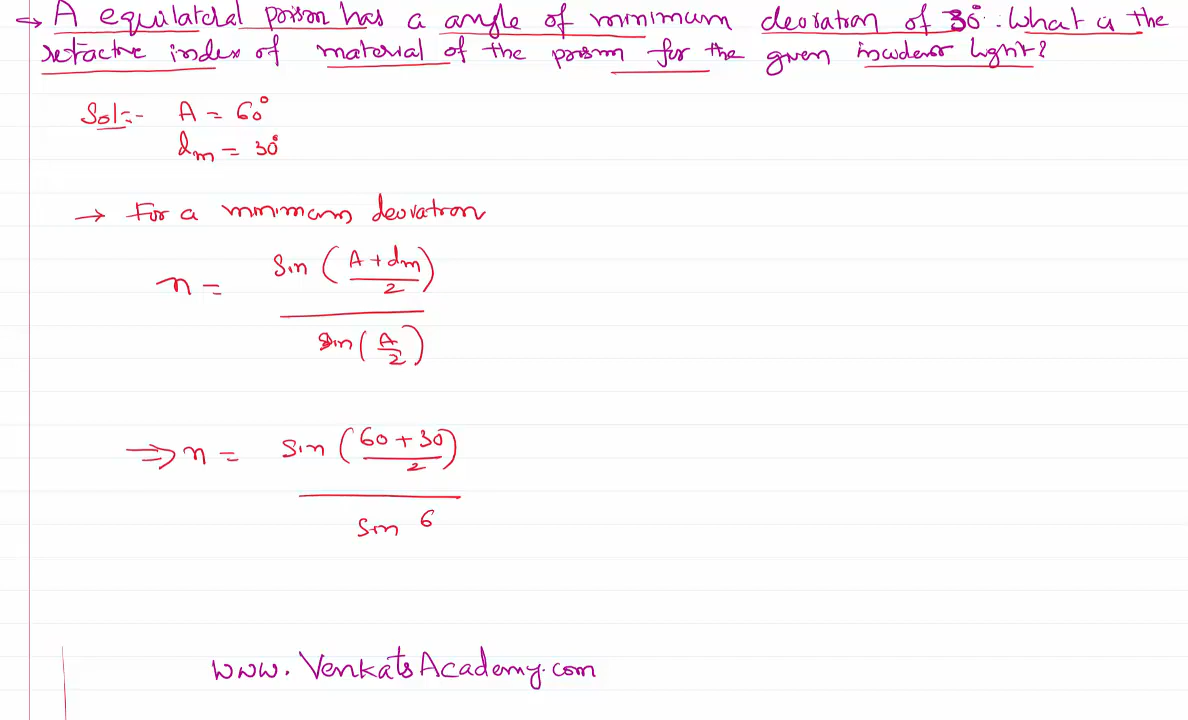 → A equilateral prism has a angle of minimum deviation of 30°. What is the
refractive index of material of the prism for the given incident light?
Sol:- A = 60°
dm = 30°
→ For a minimum deviation
n = sin (A + dm / 2) / sin (A / 2)
⇒ n = sin (60 + 30 / 2) / sin 6
www.VenkatsAcademy.com